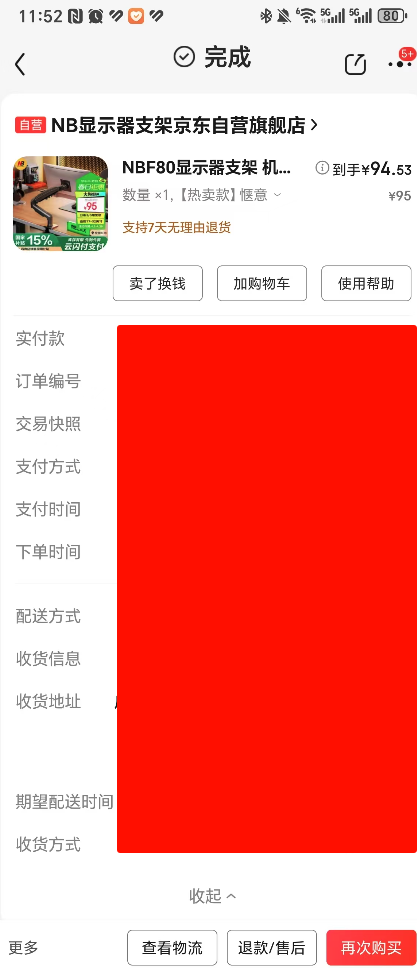 11:52
80
完成
5+
自营 NB显示器支架京东自营旗舰店
NBF80显示器支架 机... 到手¥94.53
数量 ×1,【热卖款】惬意 ¥95
支持7天无理由退货
¥95
15%
云闪付支付
卖了换钱 加购物车 使用帮助
实付款
订单编号
交易快照
支付方式
支付时间
下单时间
配送方式
收货信息
收货地址
期望配送时间
收货方式
收起
更多 查看物流 退款/售后 再次购买